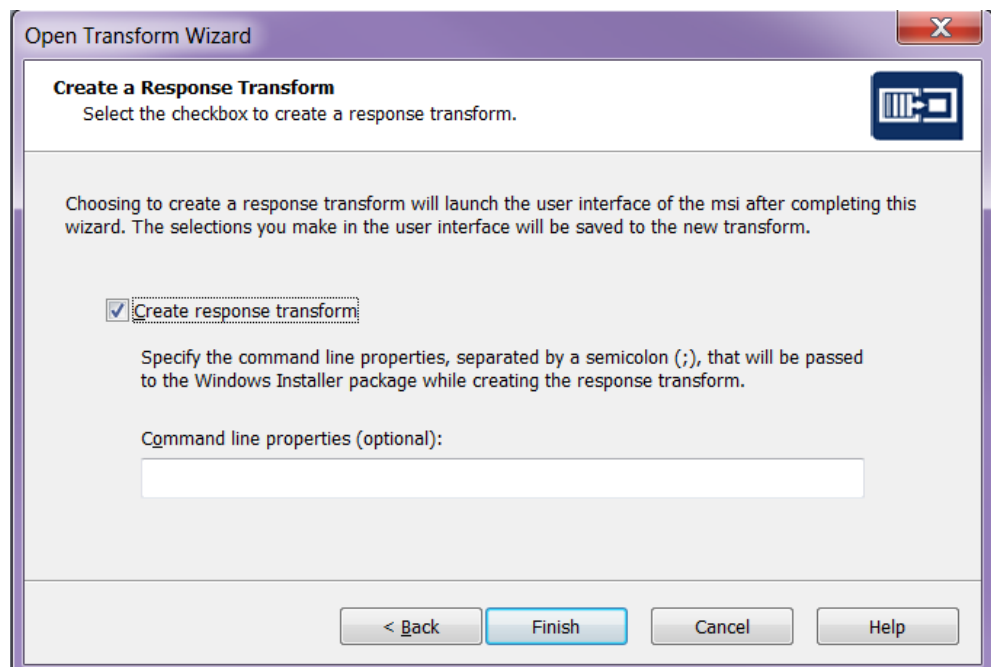 Open Transform Wizard
X
Create a Response Transform
Select the checkbox to create a response transform.
Choosing to create a response transform will launch the user interface of the msi after completing this
wizard. The selections you make in the user interface will be saved to the new transform.
Create response transform
Specify the command line properties, separated by a semicolon (;), that will be passed
to the Windows Installer package while creating the response transform.
Command line properties (optional):
< Back Finish Cancel Help